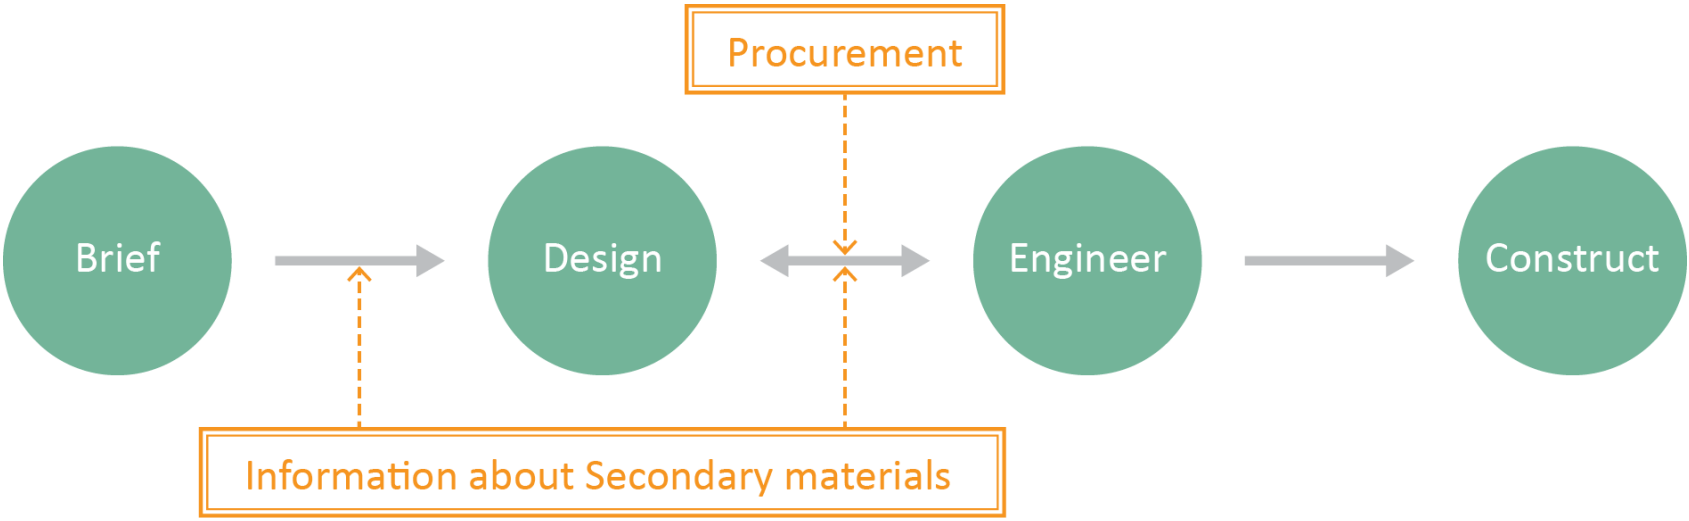 Procurement
Brief
Design
Engineer
Construct
Information about Secondary materials